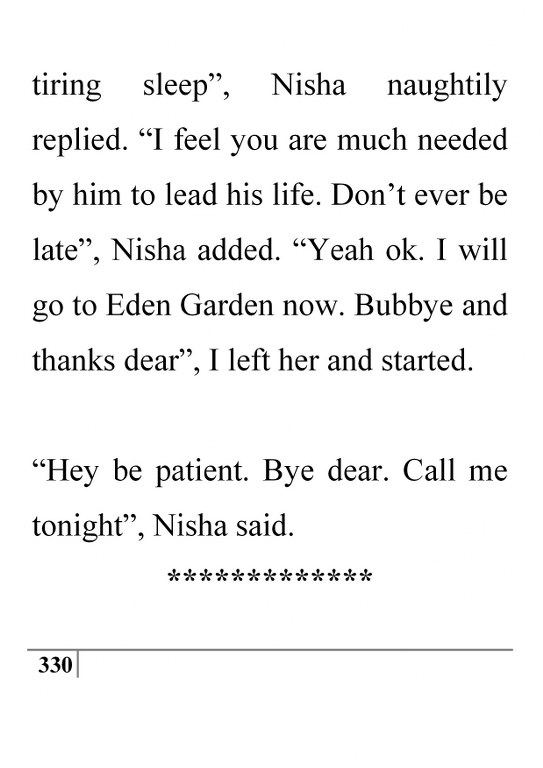 tiring sleep”, Nisha naughtily
replied. “I feel you are much needed
by him to lead his life. Don’t ever be
late”, Nisha added. “Yeah ok. I will
go to Eden Garden now. Bubbye and
thanks dear”, I left her and started.
“Hey be patient. Bye dear. Call me
tonight”, Nisha said.
*************
330